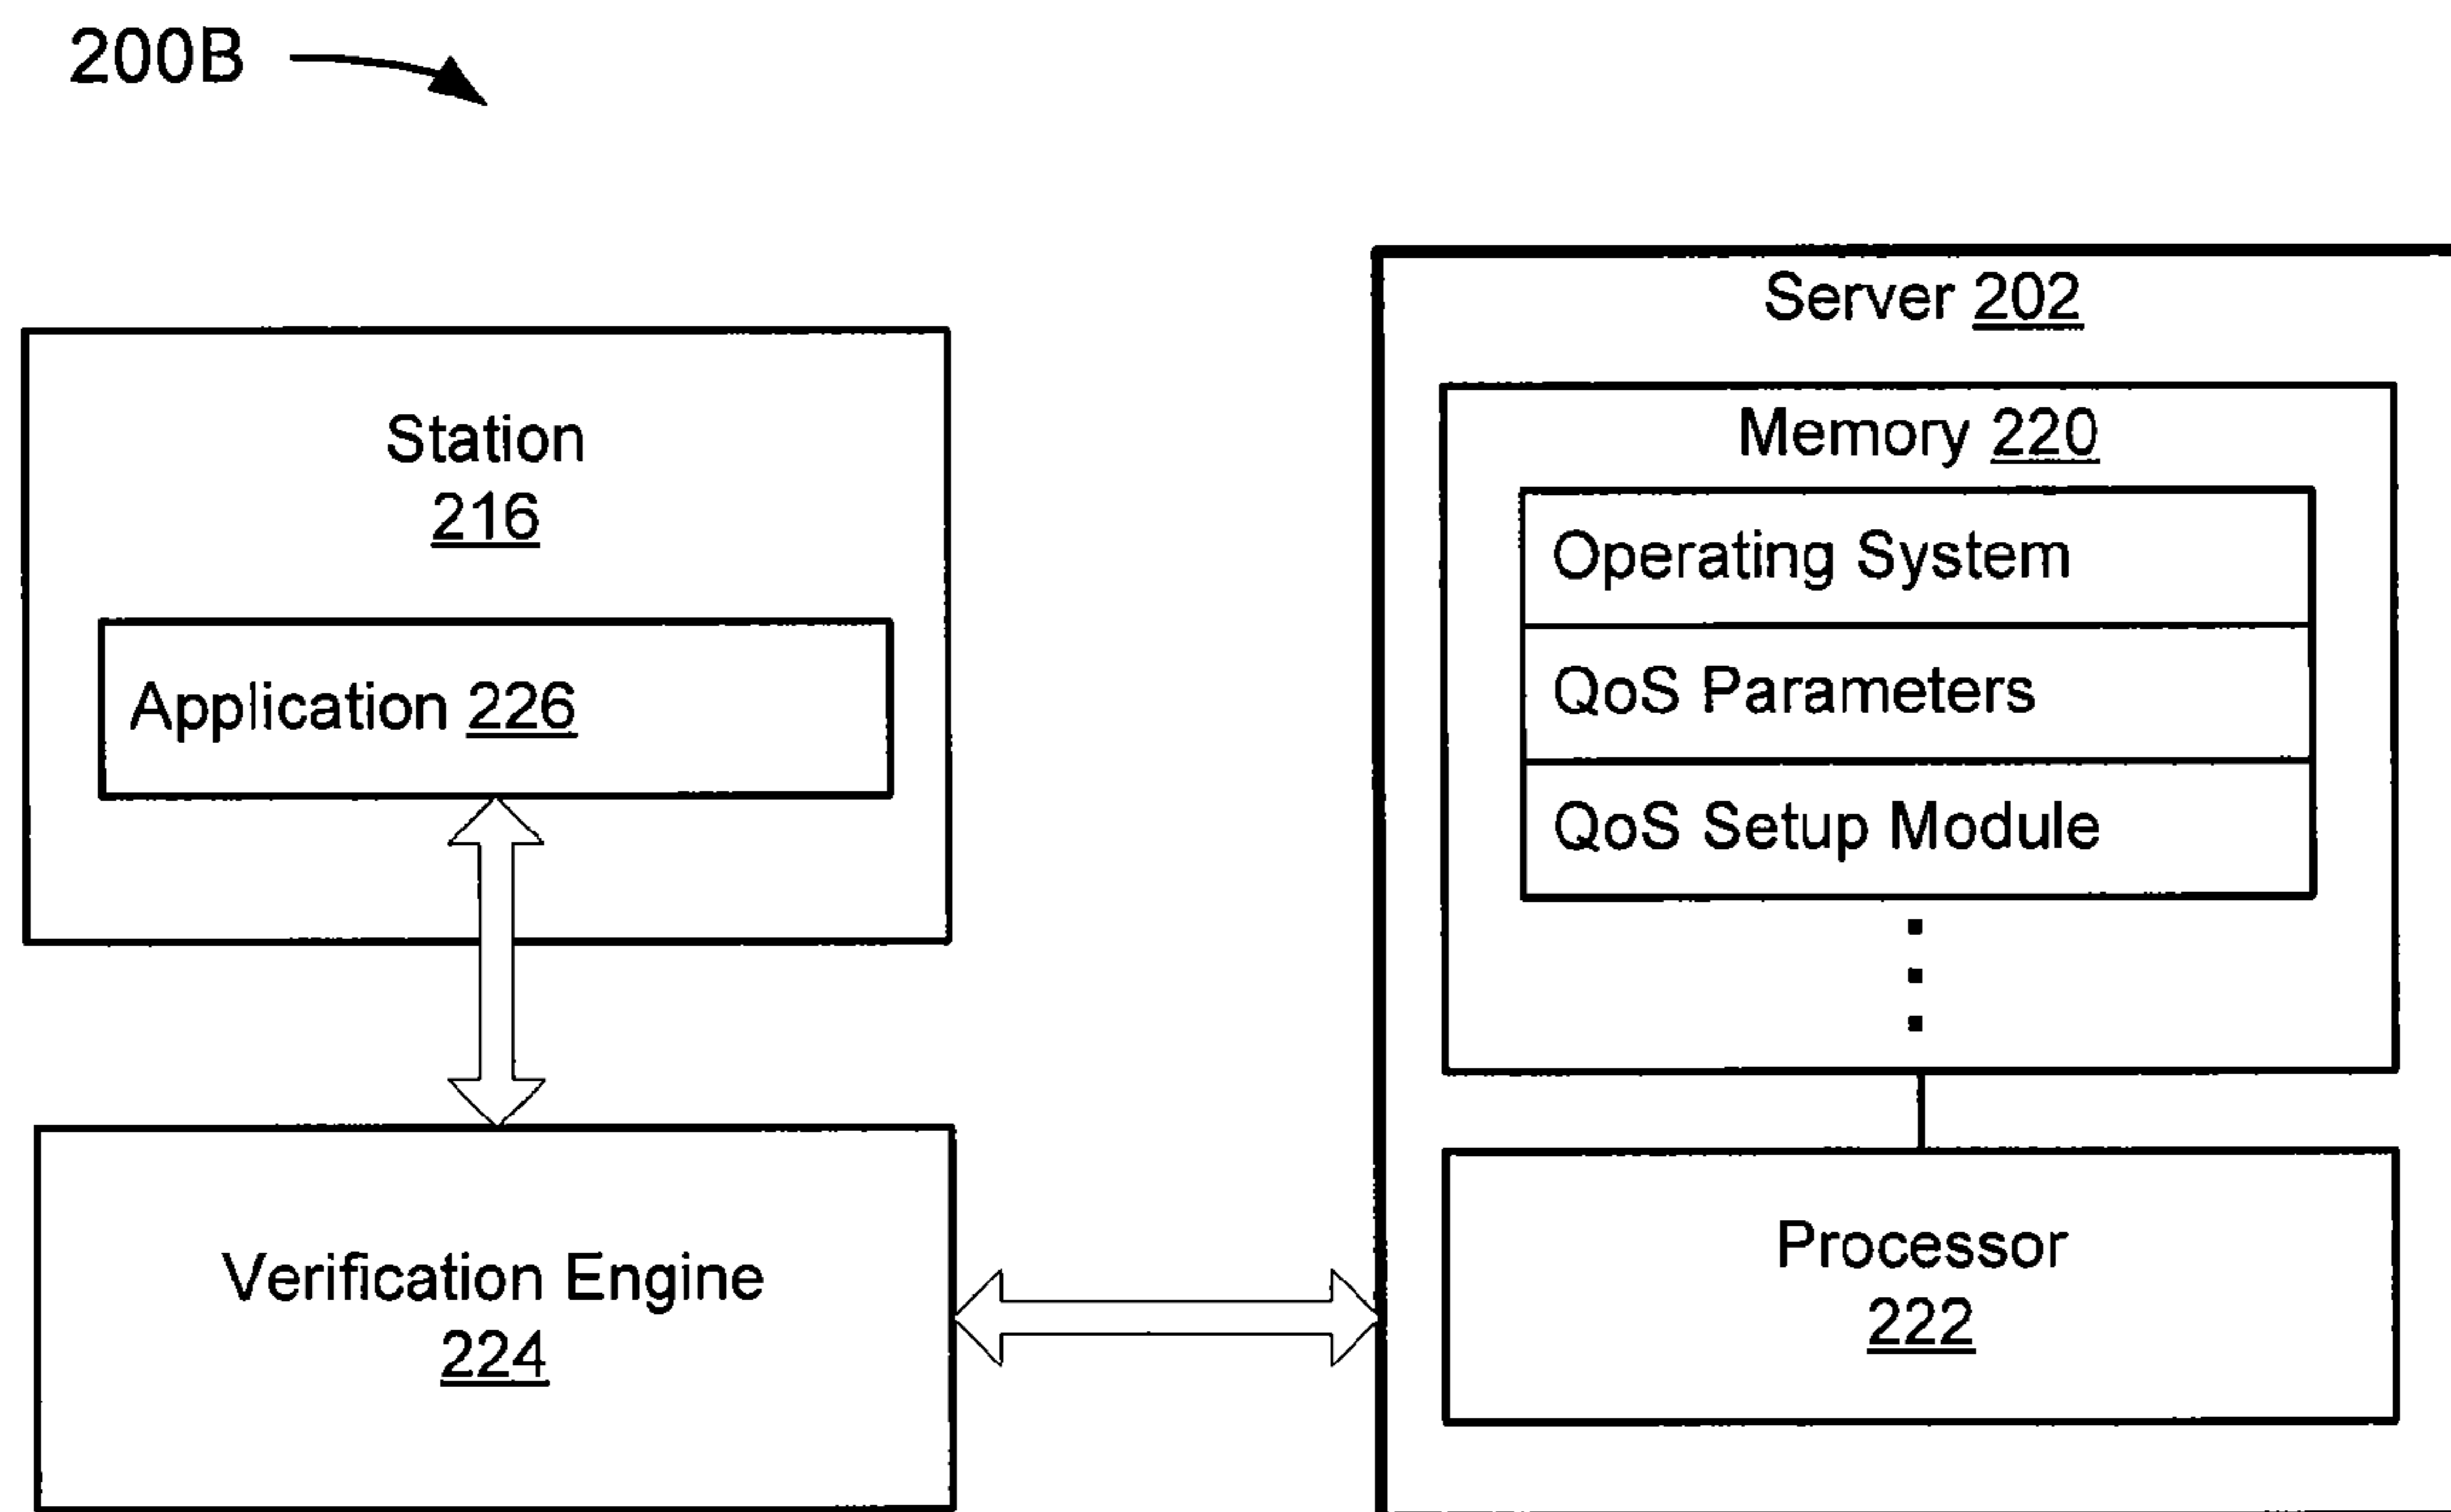 200B
Server 202
Station
216
Application 226
Memory 220
Operating System
QoS Parameters
QoS Setup Module
Verification Engine
224
Processor
222